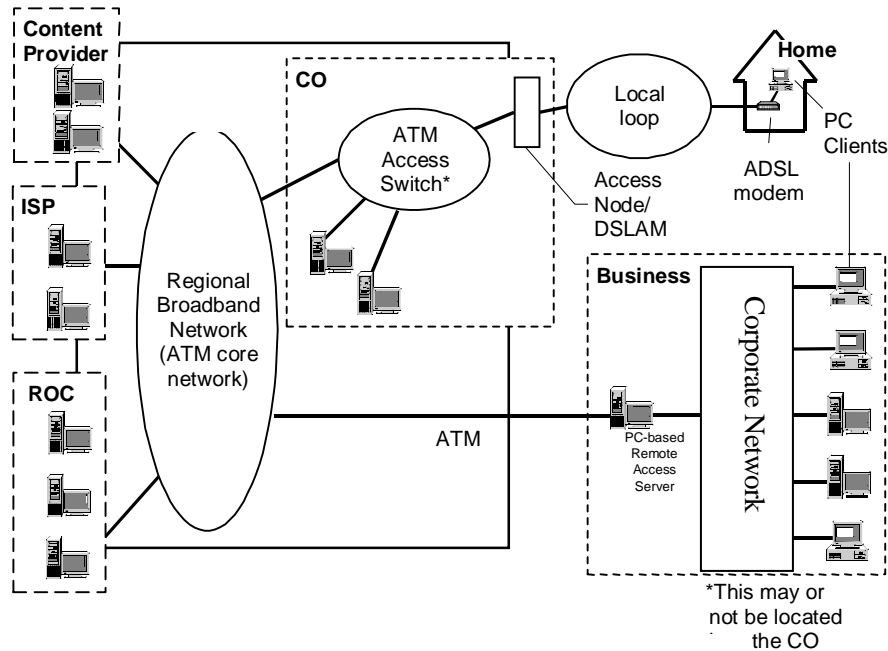 Content
Provider
ISP
ROC
Regional
Broadband
Network
(ATM core
network)
CO
ATM
Access
Switch*
Access
Node/
DSLAM
Local
loop
Home
ADSL
modem
PC
Clients
ATM
Business
PC-based
Remote
Access
Server
Corporate Network
*This may or
not be located
the CO